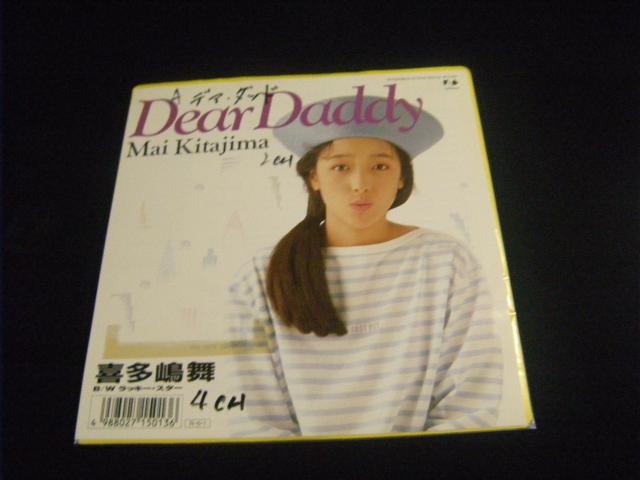 A デア・ダッド
Dear Daddy
Mai Kitajima
2CH
喜多嶋舞
B/W ラッキー・スター
4CH
4 988027 150136